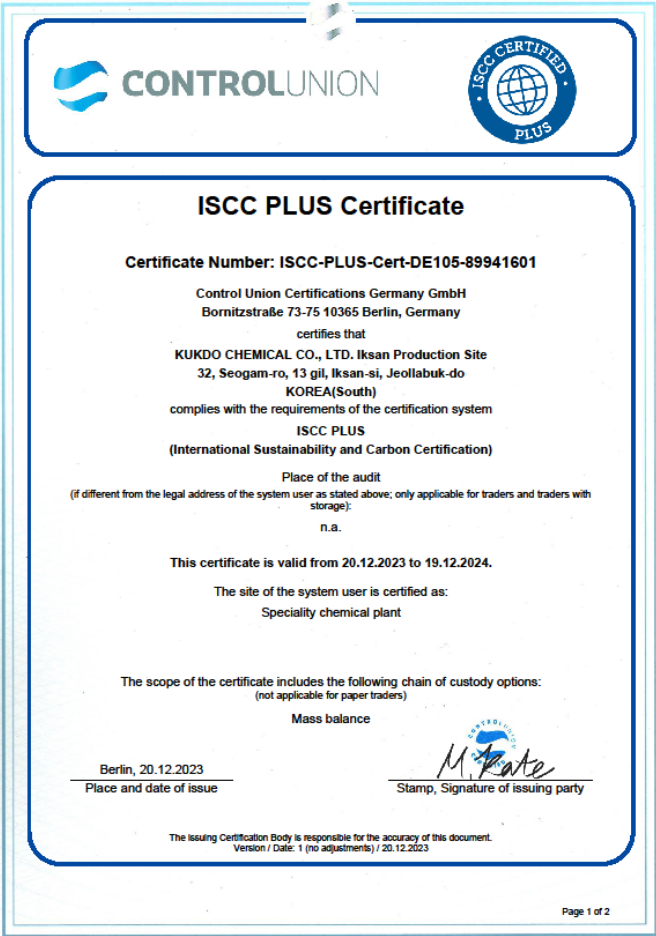 CONTROLUNION
ISCC CERTIFIED
PLUS
ISCC PLUS Certificate
Certificate Number: ISCC-PLUS-Cert-DE105-89941601
Control Union Certifications Germany GmbH
Bornitzstraße 73-75 10365 Berlin, Germany
certifies that
KUKDO CHEMICAL CO., LTD. Iksan Production Site
32, Seogam-ro, 13 gil, Iksan-si, Jeollabuk-do
KOREA(South)
complies with the requirements of the certification system
ISCC PLUS
(International Sustainability and Carbon Certification)
Place of the audit
(if different from the legal address of the system user as stated above; only applicable for traders and traders with
storage):
n.a.
This certificate is valid from 20.12.2023 to 19.12.2024.
The site of the system user is certified as:
Speciality chemical plant
The scope of the certificate includes the following chain of custody options:
(not applicable for paper traders)
Mass balance
CONTROLUNION
Berlin, 20.12.2023
Place and date of issue
Stamp, Signature of issuing party
The Issuing Certification Body is responsible for the accuracy of this document.
Version / Date: 1 (no adjustments) / 20.12.2023
Page 1 of 2